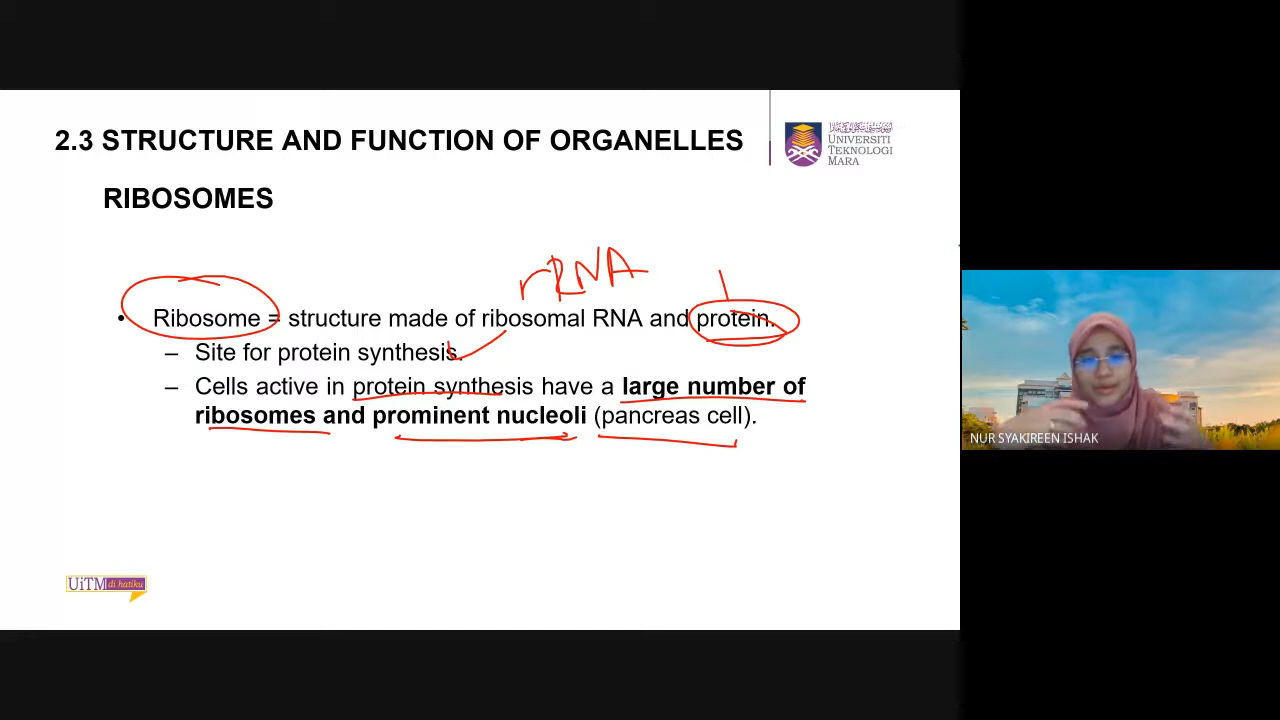 2.3 STRUCTURE AND FUNCTION OF ORGANELLES
UNIVERSITI
TEKNOLOGI
MARA
RIBOSOMES
rRNA
• Ribosome = structure made of ribosomal RNA and protein.
– Site for protein synthesis.
– Cells active in protein synthesis have a large number of
ribosomes and prominent nucleoli (pancreas cell).
NUR SYAKIREEN ISHAK
UiTM di hatiku